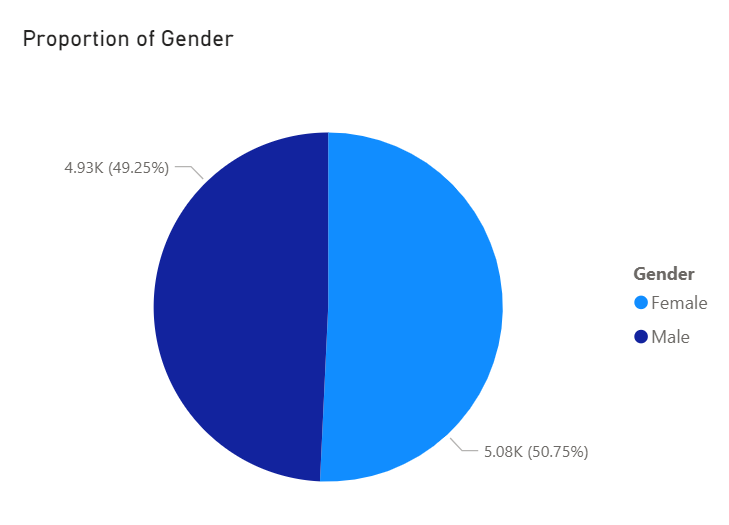 Proportion of Gender
4.93K (49.25%)
Gender
Female
Male
5.08K (50.75%)